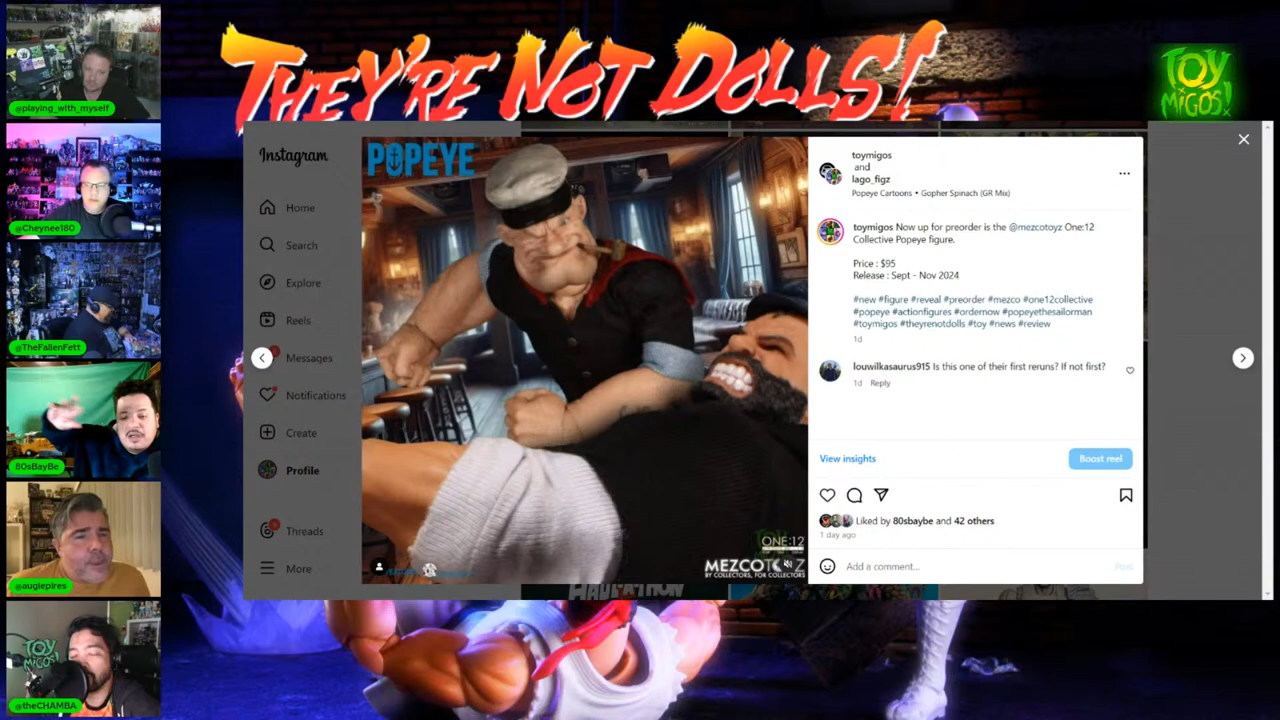 THEY'RE NOT DOLLS!
TOY
MIGOS!
@playing_with_myself
@Cheynee180
@TheFallenFett
80sBayBe
@augiepires
TOY
MIGOS!
@theCHAMBA
Instagram
Home
Search
Explore
Reels
Messages
Notifications
Create
Profile
Threads
More
POPEYE
ONE:12
MEZCO
BY COLLECTORS, FOR COLLECTORS
toymigos
and
lago_figz
Popeye Cartoons • Gopher Spinach (GR Mix)
toymigos Now up for preorder is the @mezcotoyz One:12
Collective Popeye figure.
Price : $95
Release : Sept - Nov 2024
#new #figure #reveal #preorder #mezco #one12collective
#popeye #actionfigures #ordernow #popeyethesailorman
#toymigos #theyrenotdolls #toy #news #review
1d
louwilkasaurus915 Is this one of their first reruns? If not first?
1d Reply
View insights
Boost reel
Liked by 80sbaybe and 42 others
1 day ago
Add a comment...
Post